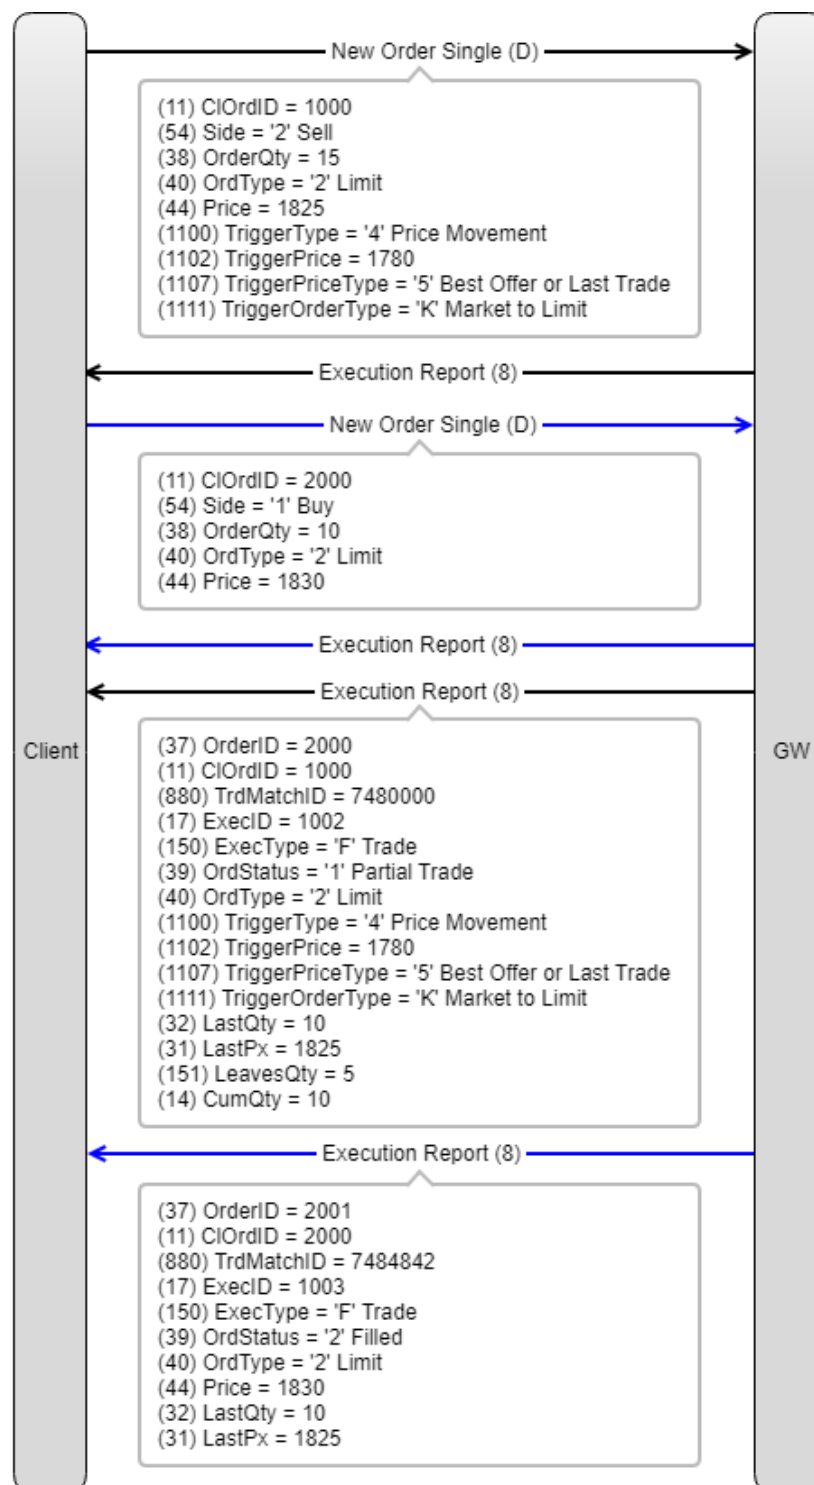 New Order Single (D)
(11) ClOrdID = 1000
(54) Side = '2' Sell
(38) OrderQty = 15
(40) OrdType = '2' Limit
(44) Price = 1825
(1100) TriggerType = '4' Price Movement
(1102) TriggerPrice = 1780
(1107) TriggerPriceType = '5' Best Offer or Last Trade
(1111) TriggerOrderType = 'K' Market to Limit
Execution Report (8)
New Order Single (D)
(11) ClOrdID = 2000
(54) Side = '1' Buy
(38) OrderQty = 10
(40) OrdType = '2' Limit
(44) Price = 1830
Execution Report (8)
Execution Report (8)
Client
GW
(37) OrderID = 2000
(11) ClOrdID = 1000
(880) TrdMatchID = 7480000
(17) ExecID = 1002
(150) ExecType = 'F' Trade
(39) OrdStatus = '1' Partial Trade
(40) OrdType = '2' Limit
(1100) TriggerType = '4' Price Movement
(1102) TriggerPrice = 1780
(1107) TriggerPriceType = '5' Best Offer or Last Trade
(1111) TriggerOrderType = 'K' Market to Limit
(32) LastQty = 10
(31) LastPx = 1825
(151) LeavesQty = 5
(14) CumQty = 10
Execution Report (8)
(37) OrderID = 2001
(11) ClOrdID = 2000
(880) TrdMatchID = 7484842
(17) ExecID = 1003
(150) ExecType = 'F' Trade
(39) OrdStatus = '2' Filled
(40) OrdType = '2' Limit
(44) Price = 1830
(32) LastQty = 10
(31) LastPx = 1825